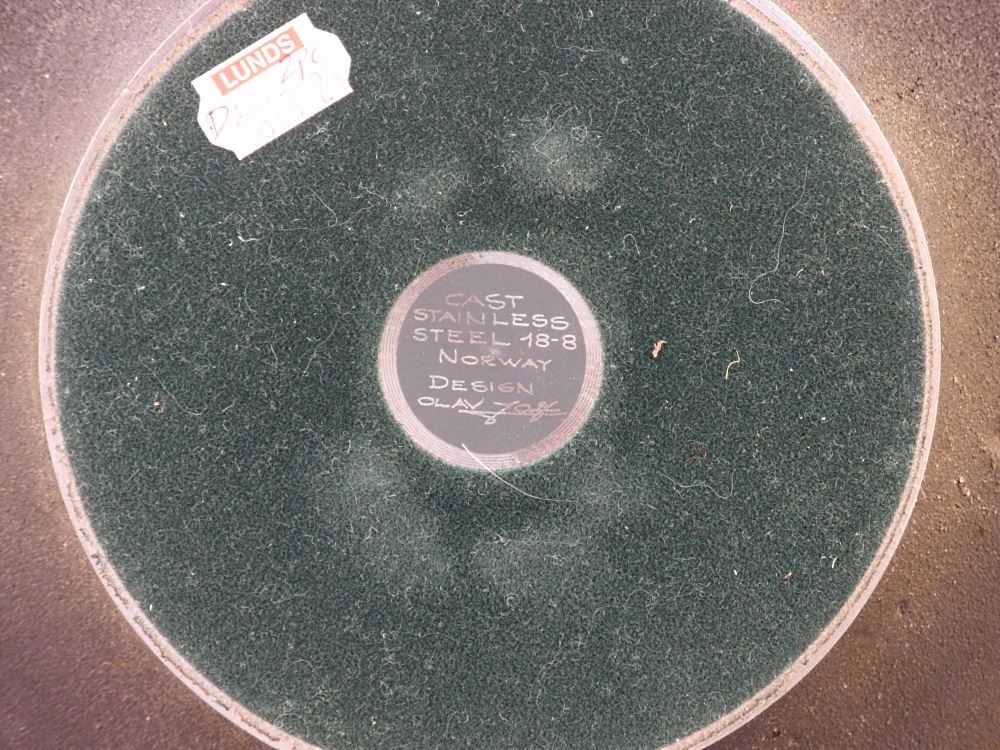 LUNDS
CAST
STAINLESS
STEEL 18-8
NORWAY
DESIGN
OLAV